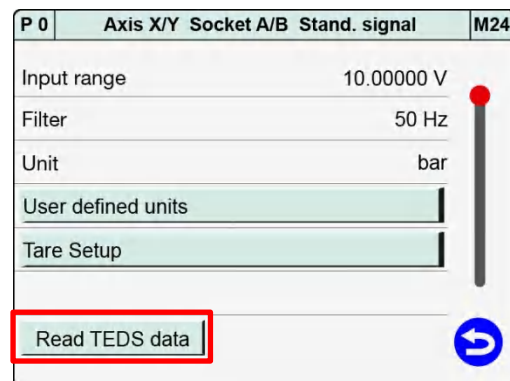 P 0 Axis X/Y Socket A/B Stand. signal M24
Input range 10.00000 V
Filter 50 Hz
Unit bar
User defined units
Tare Setup
Read TEDS data